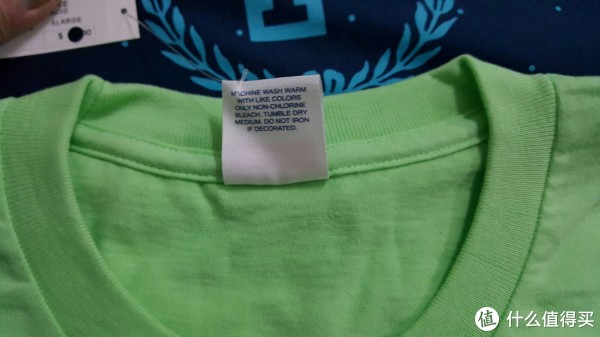 XLARGE
$
MACHINE WASH WARM
WITH LIKE COLORS
ONLY NON-CHLORINE
BLEACH. TUMBLE DRY
MEDIUM. DO NOT IRON
IF DECORATED.
值 什么值得买